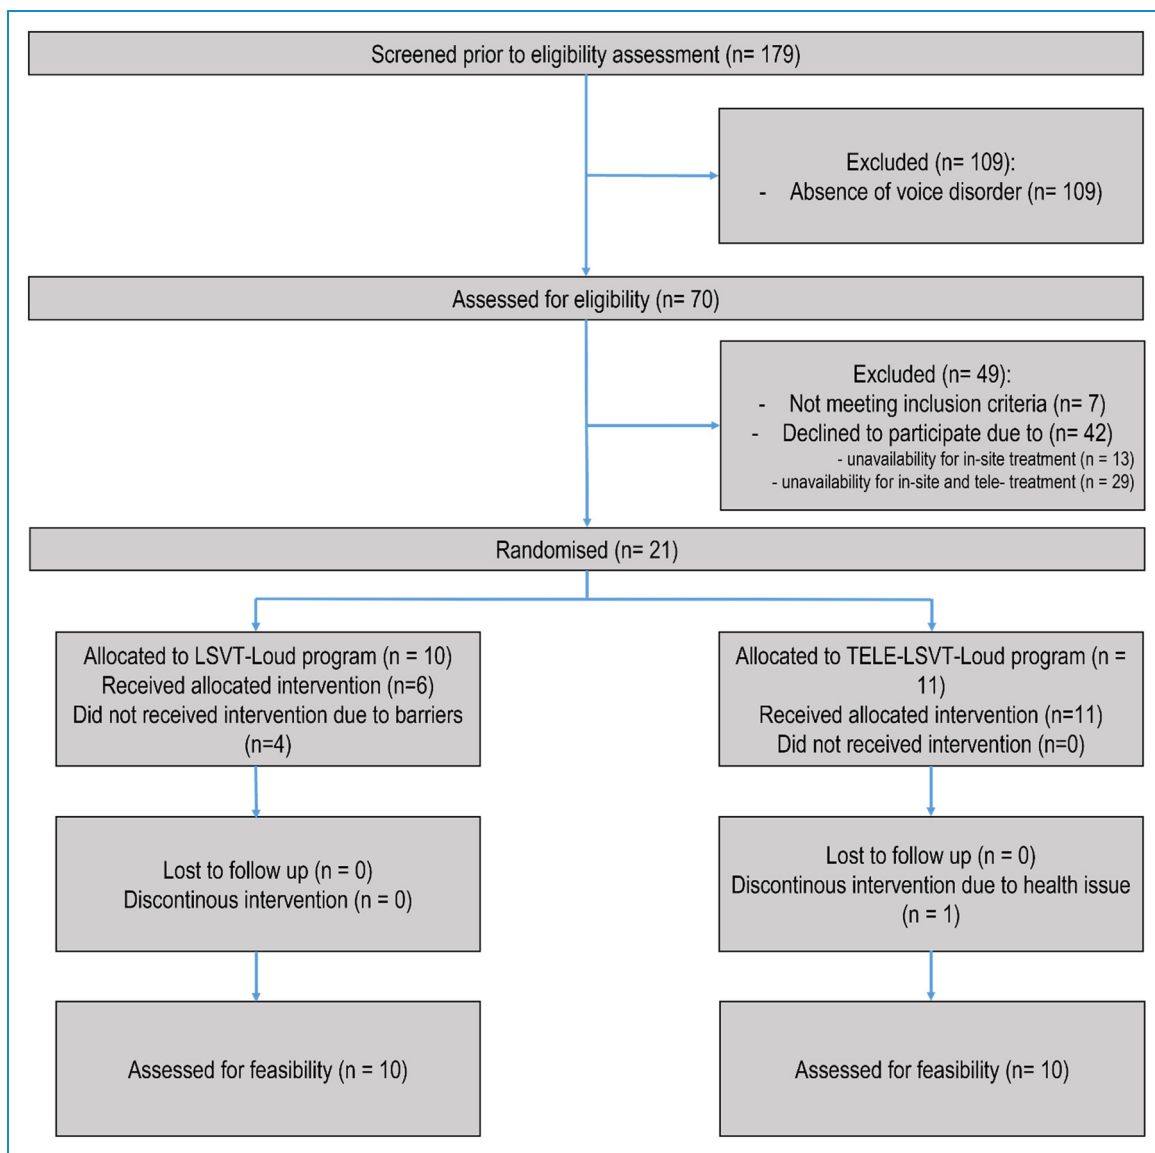 Screened prior to eligibility assessment (n= 179)
Excluded (n= 109):
- Absence of voice disorder (n= 109)
Assessed for eligibility (n= 70)
Excluded (n= 49):
- Not meeting inclusion criteria (n= 7)
- Declined to participate due to (n= 42)
- unavailability for in-site treatment (n = 13)
- unavailability for in-site and tele- treatment (n = 29)
Randomised (n= 21)
Allocated to LSVT-Loud program (n = 10)
Received allocated intervention (n=6)
Did not received intervention due to barriers
(n=4)
Allocated to TELE-LSVT-Loud program (n =
11)
Received allocated intervention (n=11)
Did not received intervention (n=0)
Lost to follow up (n = 0)
Discontinous intervention (n = 0)
Lost to follow up (n = 0)
Discontinous intervention due to health issue
(n = 1)
Assessed for feasibility (n = 10)
Assessed for feasibility (n= 10)